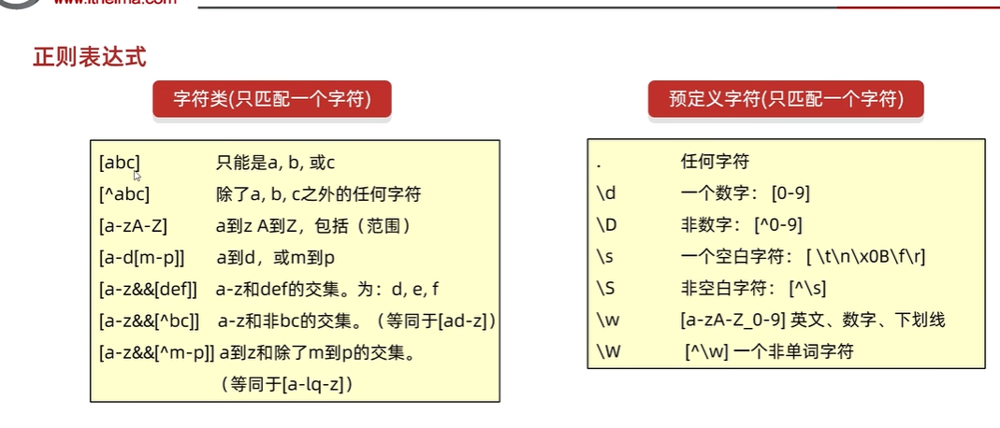 www.itheima.com
正则表达式
字符类(只匹配一个字符)
[abc] 只能是a, b, 或c
[^abc] 除了a, b, c之外的任何字符
[a-zA-Z] a到z A到Z，包括（范围）
[a-d[m-p]] a到d，或m到p
[a-z&&[def]] a-z和def的交集。为：d, e, f
[a-z&&[^bc]] a-z和非bc的交集。（等同于[ad-z]）
[a-z&&[^m-p]] a到z和除了m到p的交集。
（等同于[a-lq-z]）
预定义字符(只匹配一个字符)
. 任何字符
\d 一个数字： [0-9]
\D 非数字： [^0-9]
\s 一个空白字符： [ \t\n\x0B\f\r]
\S 非空白字符： [^\s]
\w [a-zA-Z_0-9] 英文、数字、下划线
\W [^\w] 一个非单词字符